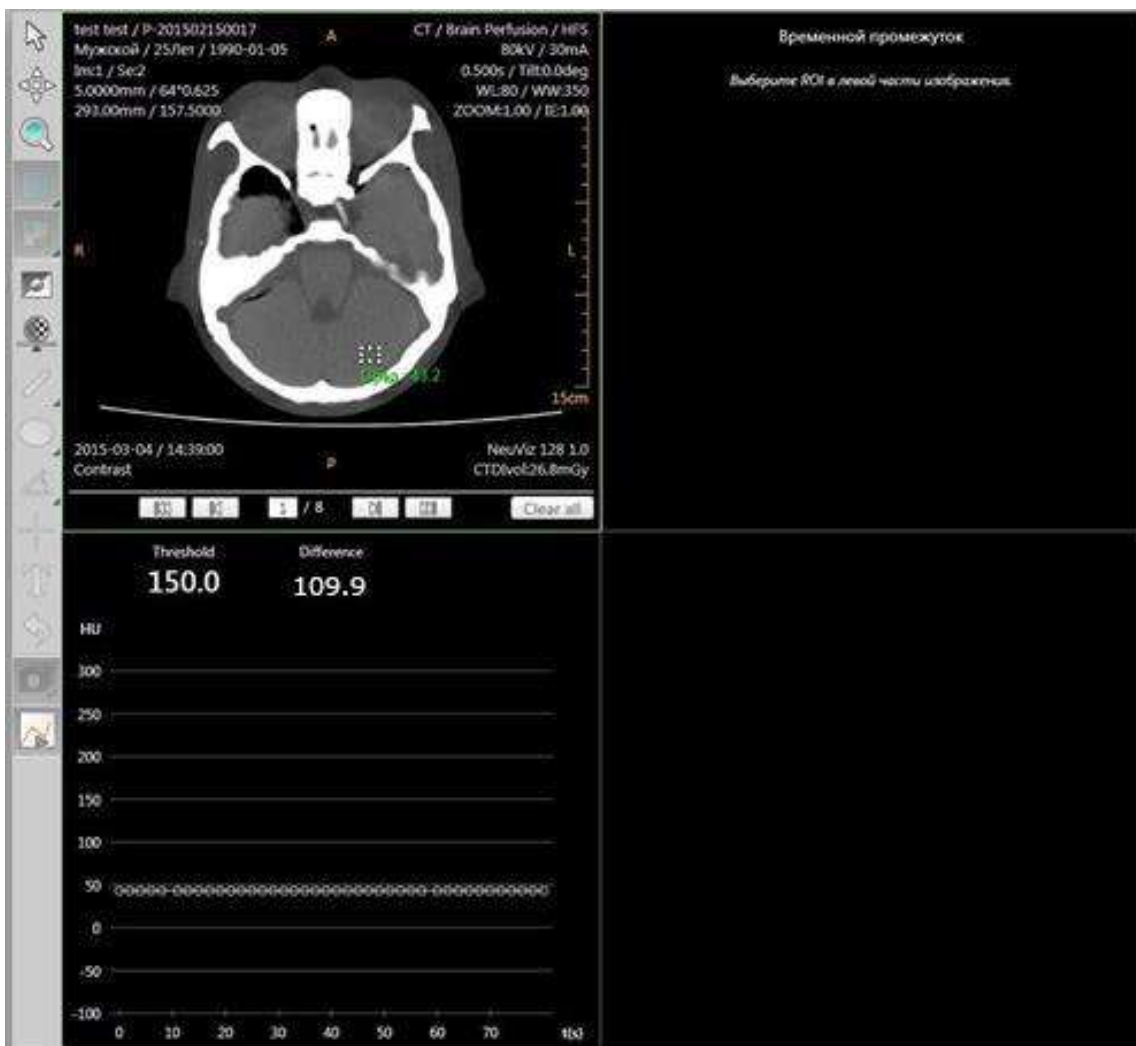 test test / P-201502150017
Мужской / 25/Лет / 1990-01-05
Im:1 / Se:2
5.0000mm / 64*0.625
293.00mm / 157.5000
A
CT / Brain Perfusion / HFS
80kV / 30mA
0.500s / Tilt:0.0deg
WL:80 / WW:350
ZOOM:1.00 / IE:1.00
R
L
15cm
2015-03-04 / 14:39:00
Contrast
P
NeuViz 128 1.0
CTDIvol:26.8mGy
1 / 8
Clear all
Временной промежуток
Выберите ROI в левой части изображения.
Threshold
Difference
150.0
109.9
HU
300
250
200
150
100
50
0
-50
-100
0 10 20 30 40 50 60 70 t(s)